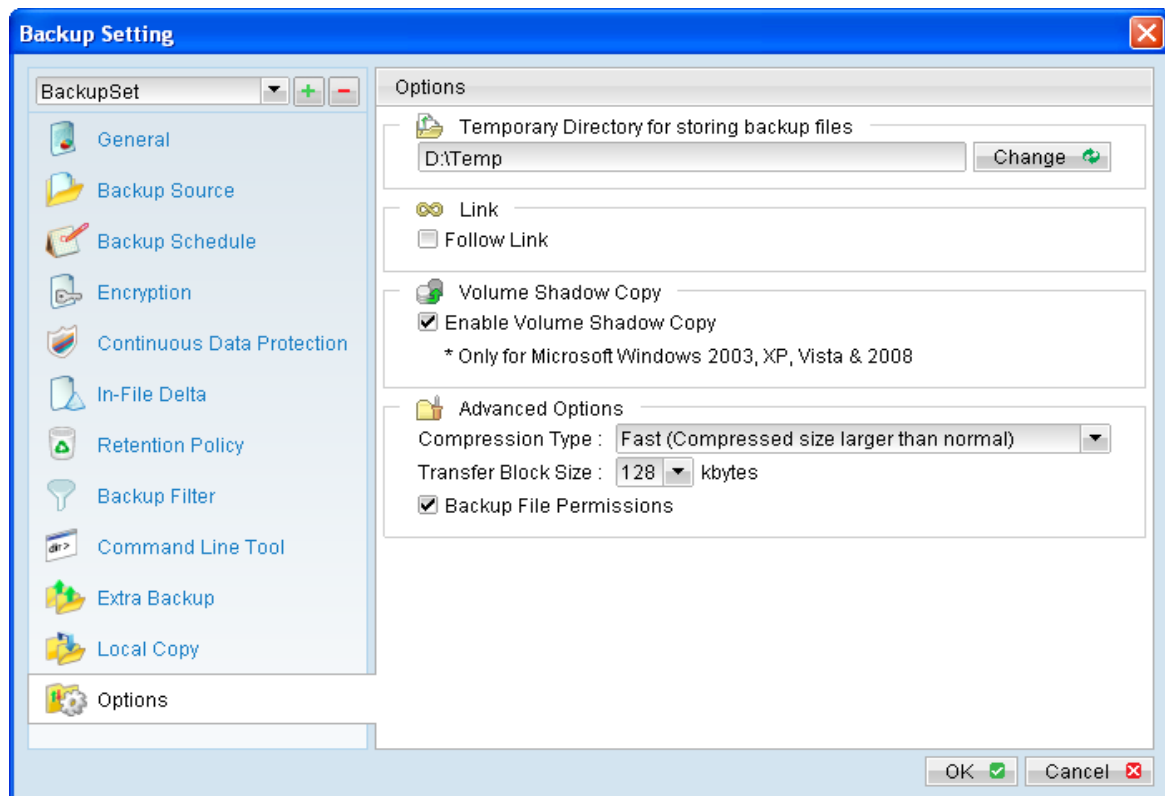 Backup Setting
BackupSet
General
Backup Source
Backup Schedule
Encryption
Continuous Data Protection
In-File Delta
Retention Policy
Backup Filter
dir>
Command Line Tool
Extra Backup
Local Copy
Options
Options
Temporary Directory for storing backup files
D:\Temp
Change
Link
Follow Link
Volume Shadow Copy
Enable Volume Shadow Copy
* Only for Microsoft Windows 2003, XP, Vista & 2008
Advanced Options
Compression Type : Fast (Compressed size larger than normal)
Transfer Block Size : 128 kbytes
Backup File Permissions
OK
Cancel